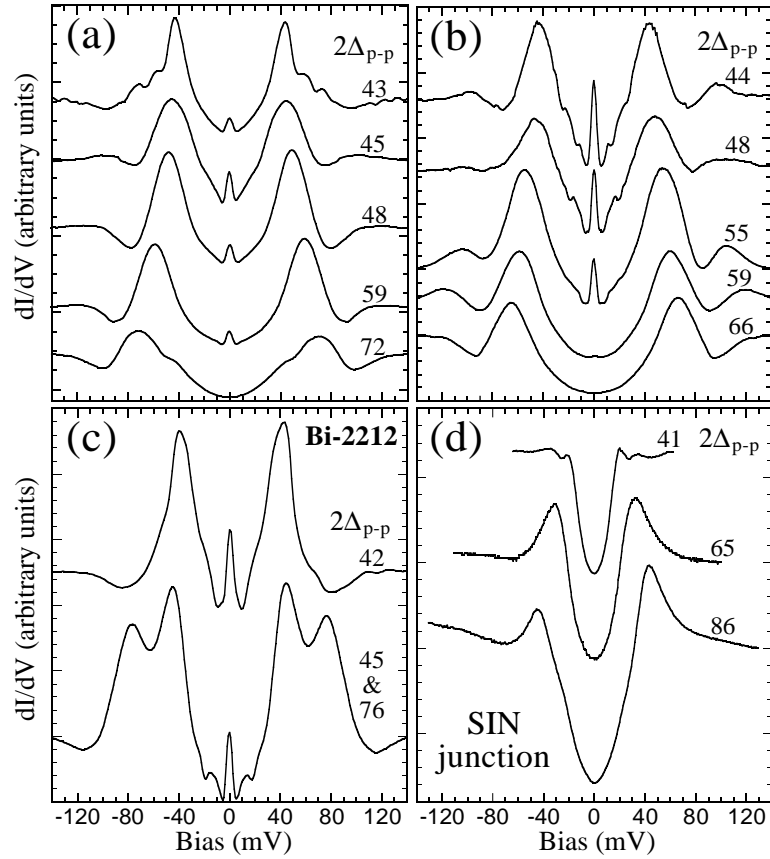 (a)
2Δp-p
43
45
48
59
72
(b)
2Δp-p
44
48
55
59
66
dI/dV (arbitrary units)
(c)
Bi-2212
2Δp-p
42
45
&
76
(d)
41 2Δp-p
65
86
SIN
junction
dI/dV (arbitrary units)
-120 -80 -40 0 40 80 120
-120 -80 -40 0 40 80 120
Bias (mV)
Bias (mV)